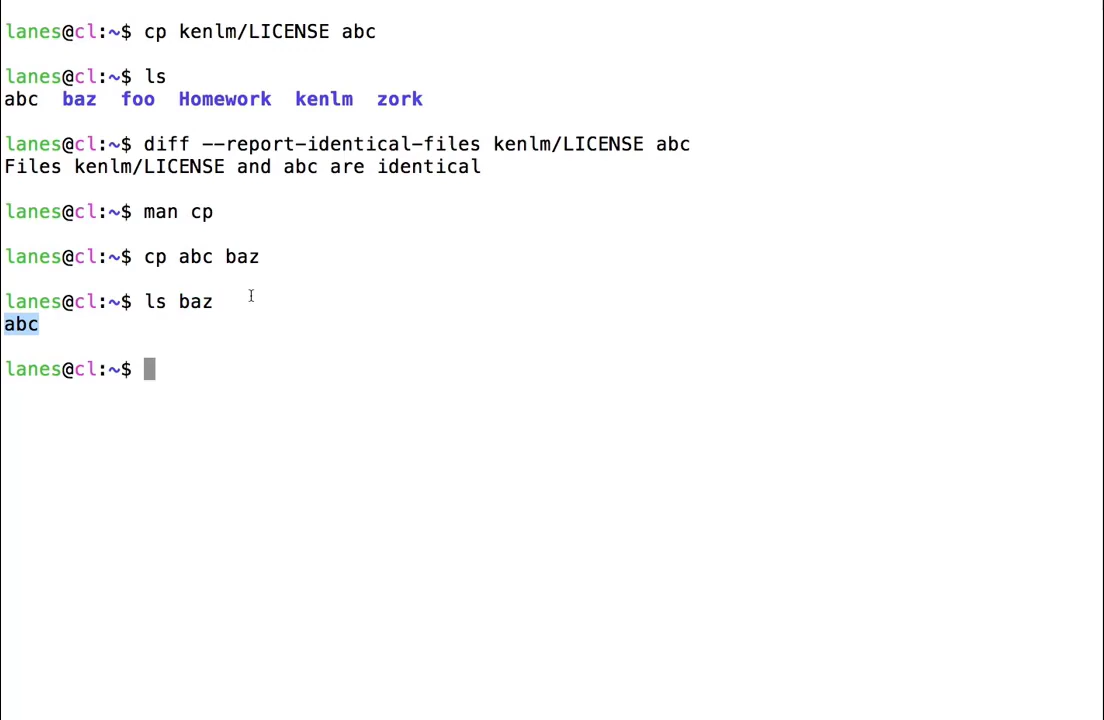 lanes@cl:~$ cp kenlm/LICENSE abc
lanes@cl:~$ ls
abc  baz  foo  Homework  kenlm  zork
lanes@cl:~$ diff --report-identical-files kenlm/LICENSE abc
Files kenlm/LICENSE and abc are identical
lanes@cl:~$ man cp
lanes@cl:~$ cp abc baz
lanes@cl:~$ ls baz
abc
lanes@cl:~$